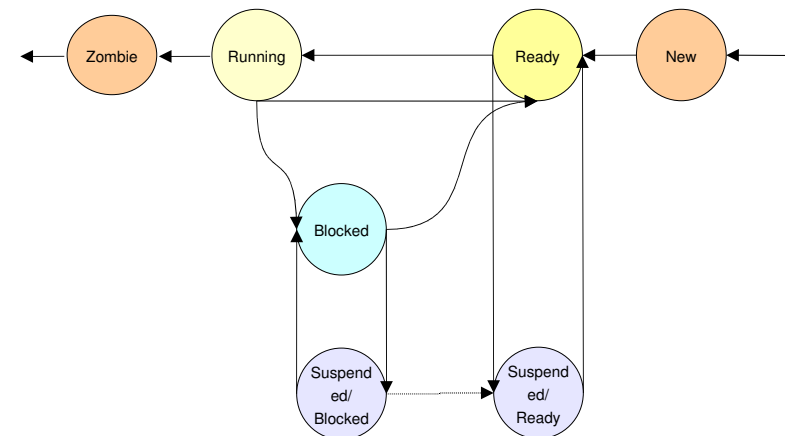 Zombie
Running
Ready
New
Blocked
Suspend
ed/
Blocked
Suspend
ed/
Ready